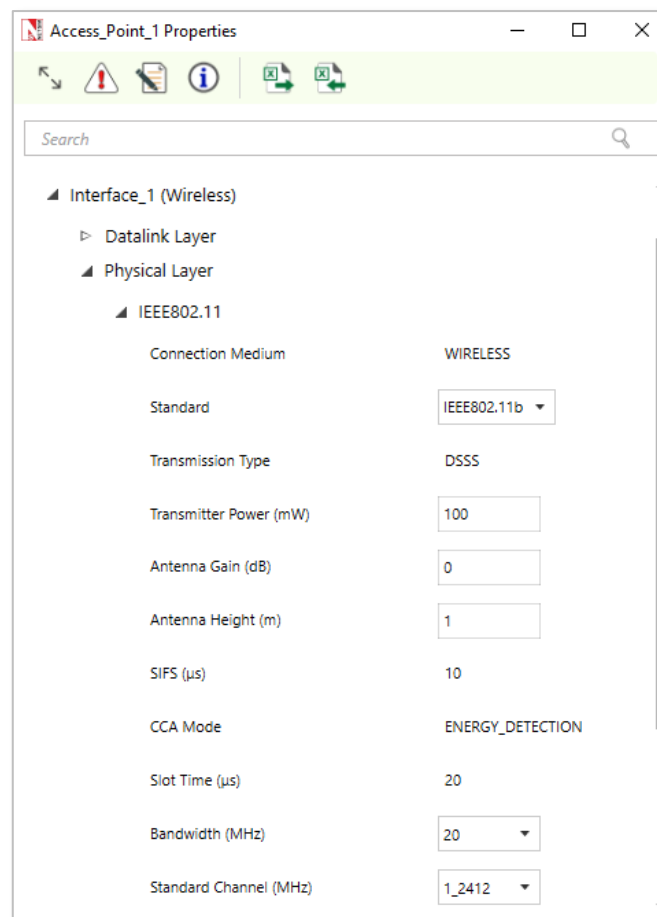 Access_Point_1 Properties
Search
Interface_1 (Wireless)
Datalink Layer
Physical Layer
IEEE802.11
Connection Medium WIRELESS
Standard IEEE802.11b
Transmission Type DSSS
Transmitter Power (mW) 100
Antenna Gain (dB) 0
Antenna Height (m) 1
SIFS (µs) 10
CCA Mode ENERGY_DETECTION
Slot Time (µs) 20
Bandwidth (MHz) 20
Standard Channel (MHz) 1_2412